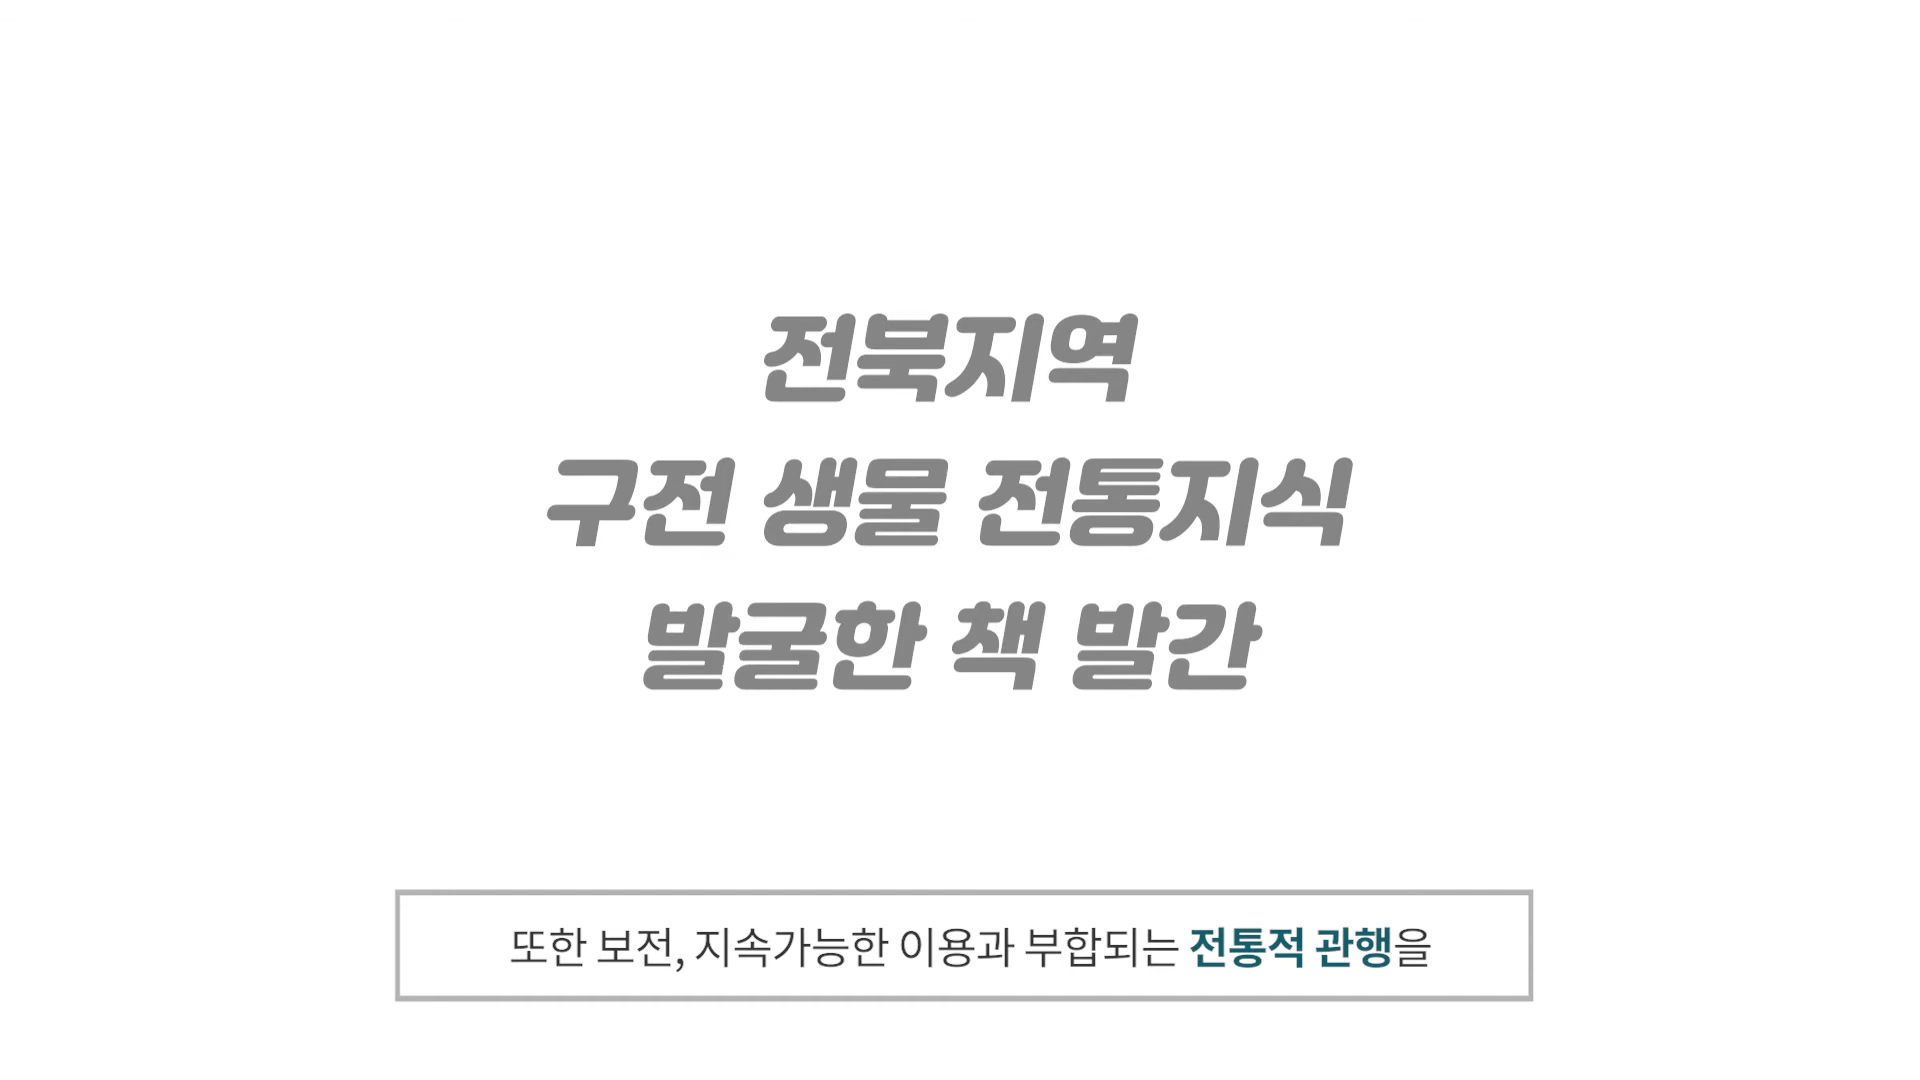 전북지역
구전 생물 전통지식
발굴한 책 발간
또한 보전, 지속가능한 이용과 부합되는 전통적 관행을